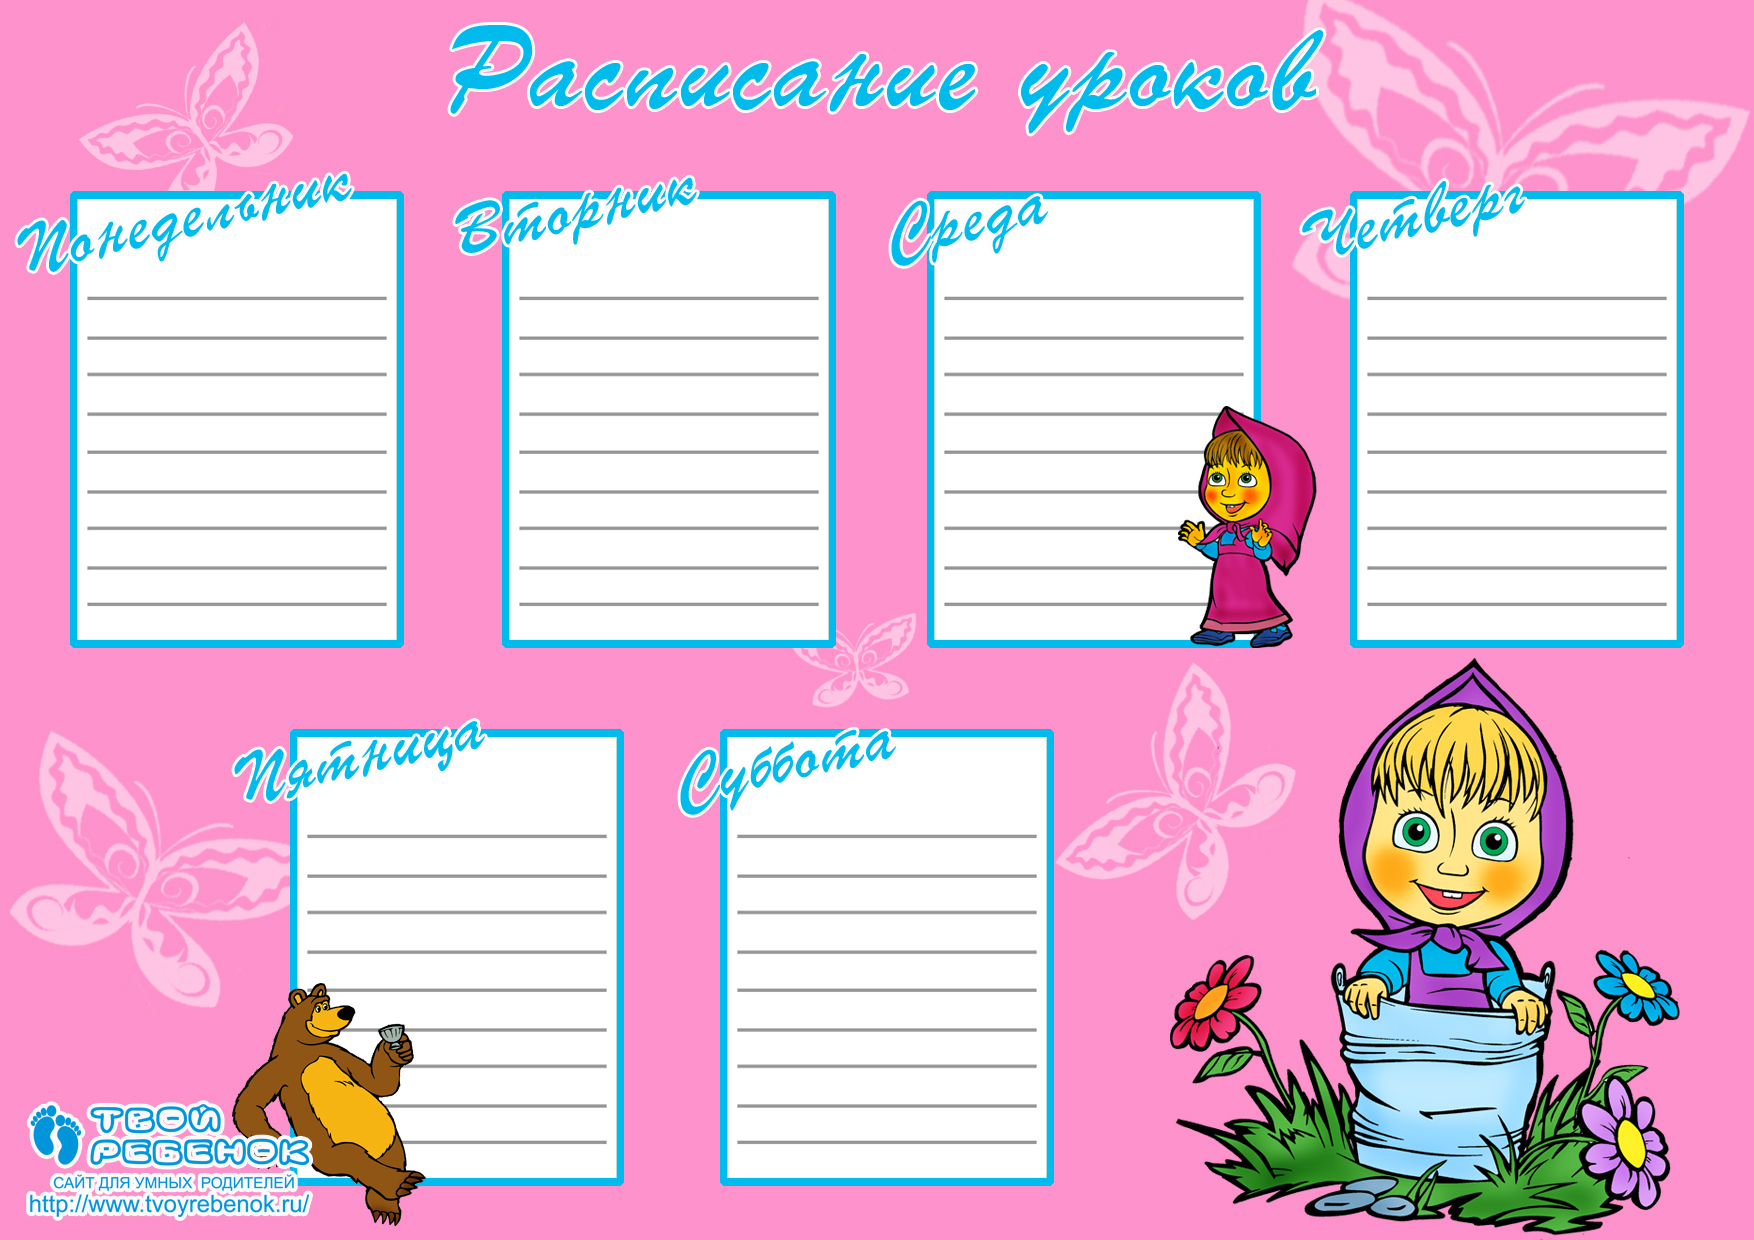 Расписание уроков
Понедельник
Вторник
Среда
Четверг
Пятница
Суббота
ТВОЙ
РЕБЕНОК
САЙТ ДЛЯ УМНЫХ РОДИТЕЛЕЙ
http://www.tvoyrebenok.ru/